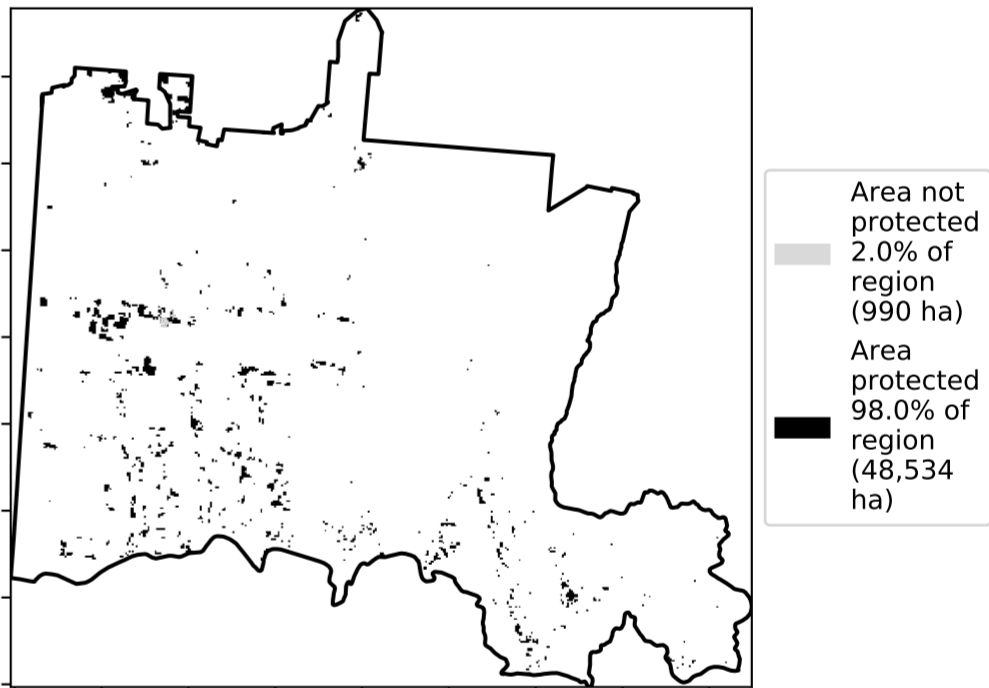 Area not
protected
2.0% of
region
(990 ha)
Area
protected
98.0% of
region
(48,534
ha)